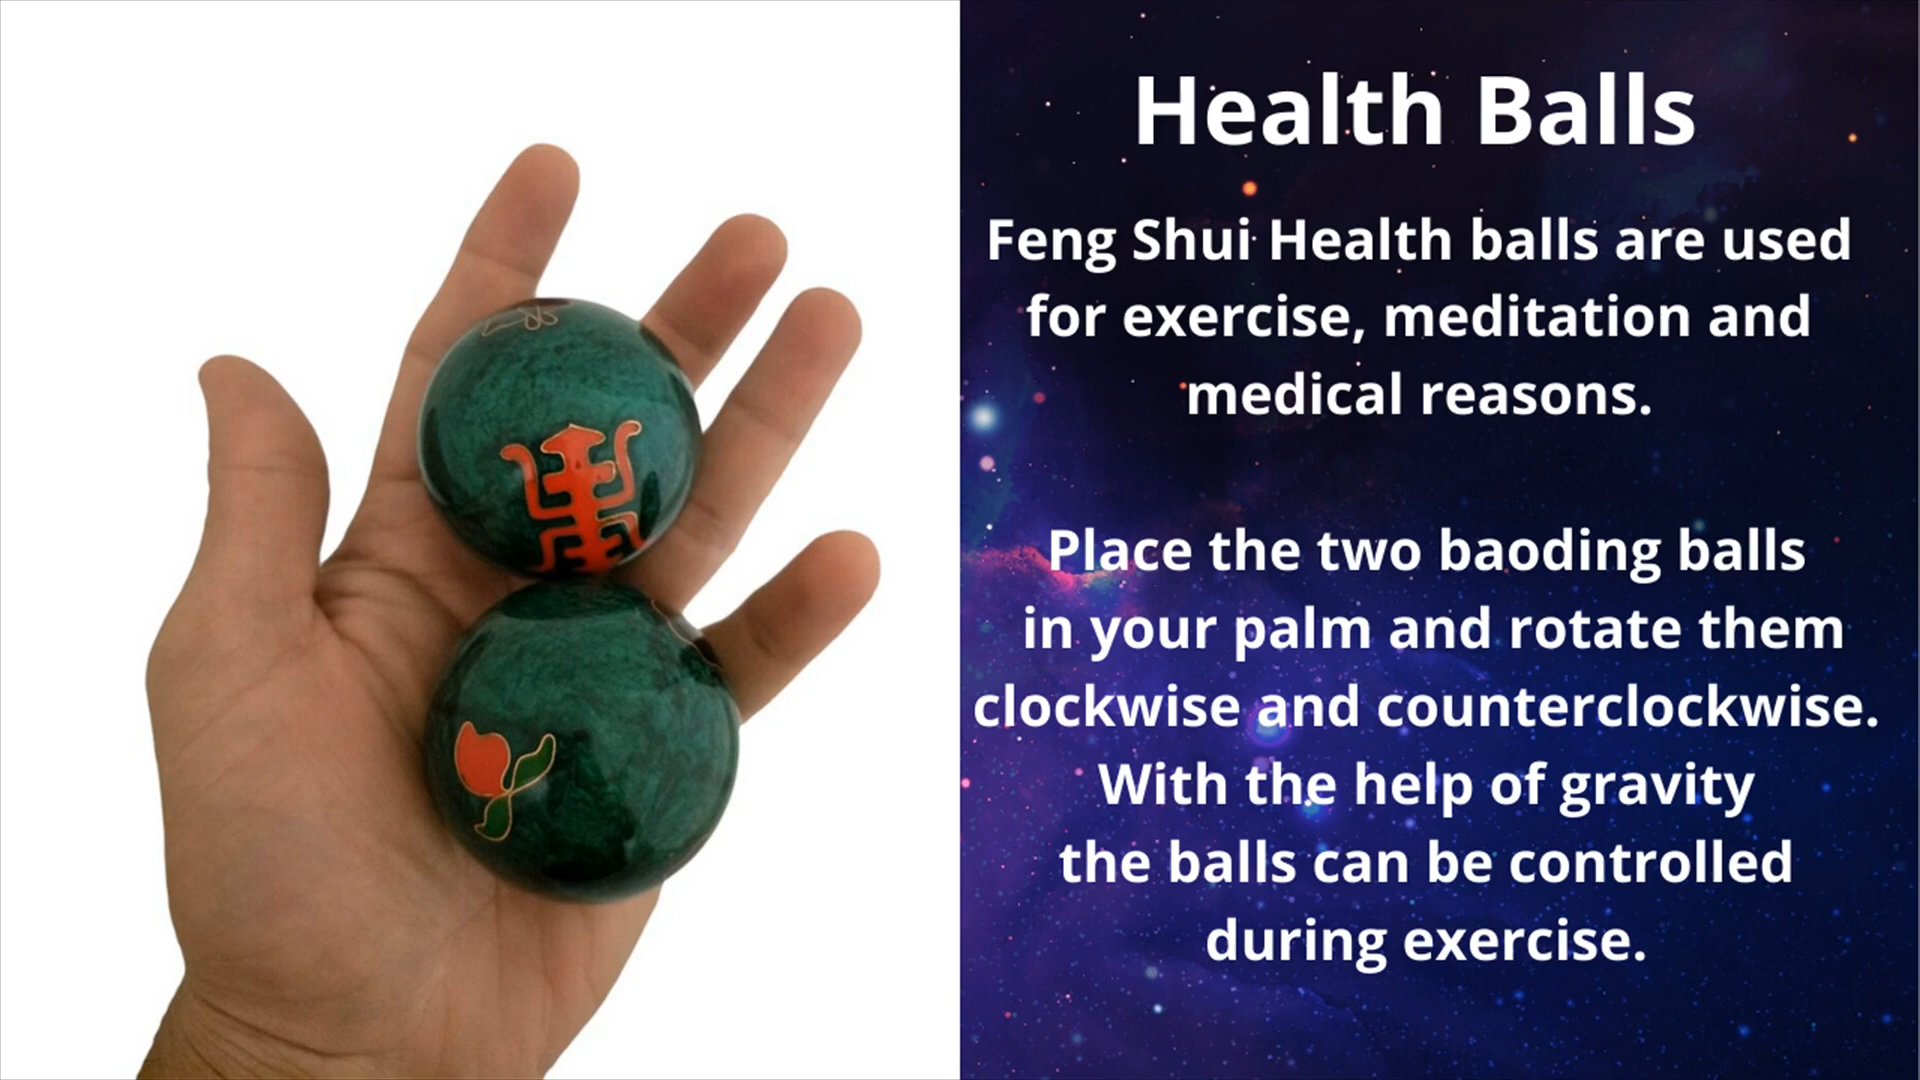 Health Balls
Feng Shui Health balls are used
for exercise, meditation and
medical reasons.
Place the two baoding balls
in your palm and rotate them
clockwise and counterclockwise.
With the help of gravity
the balls can be controlled
during exercise.